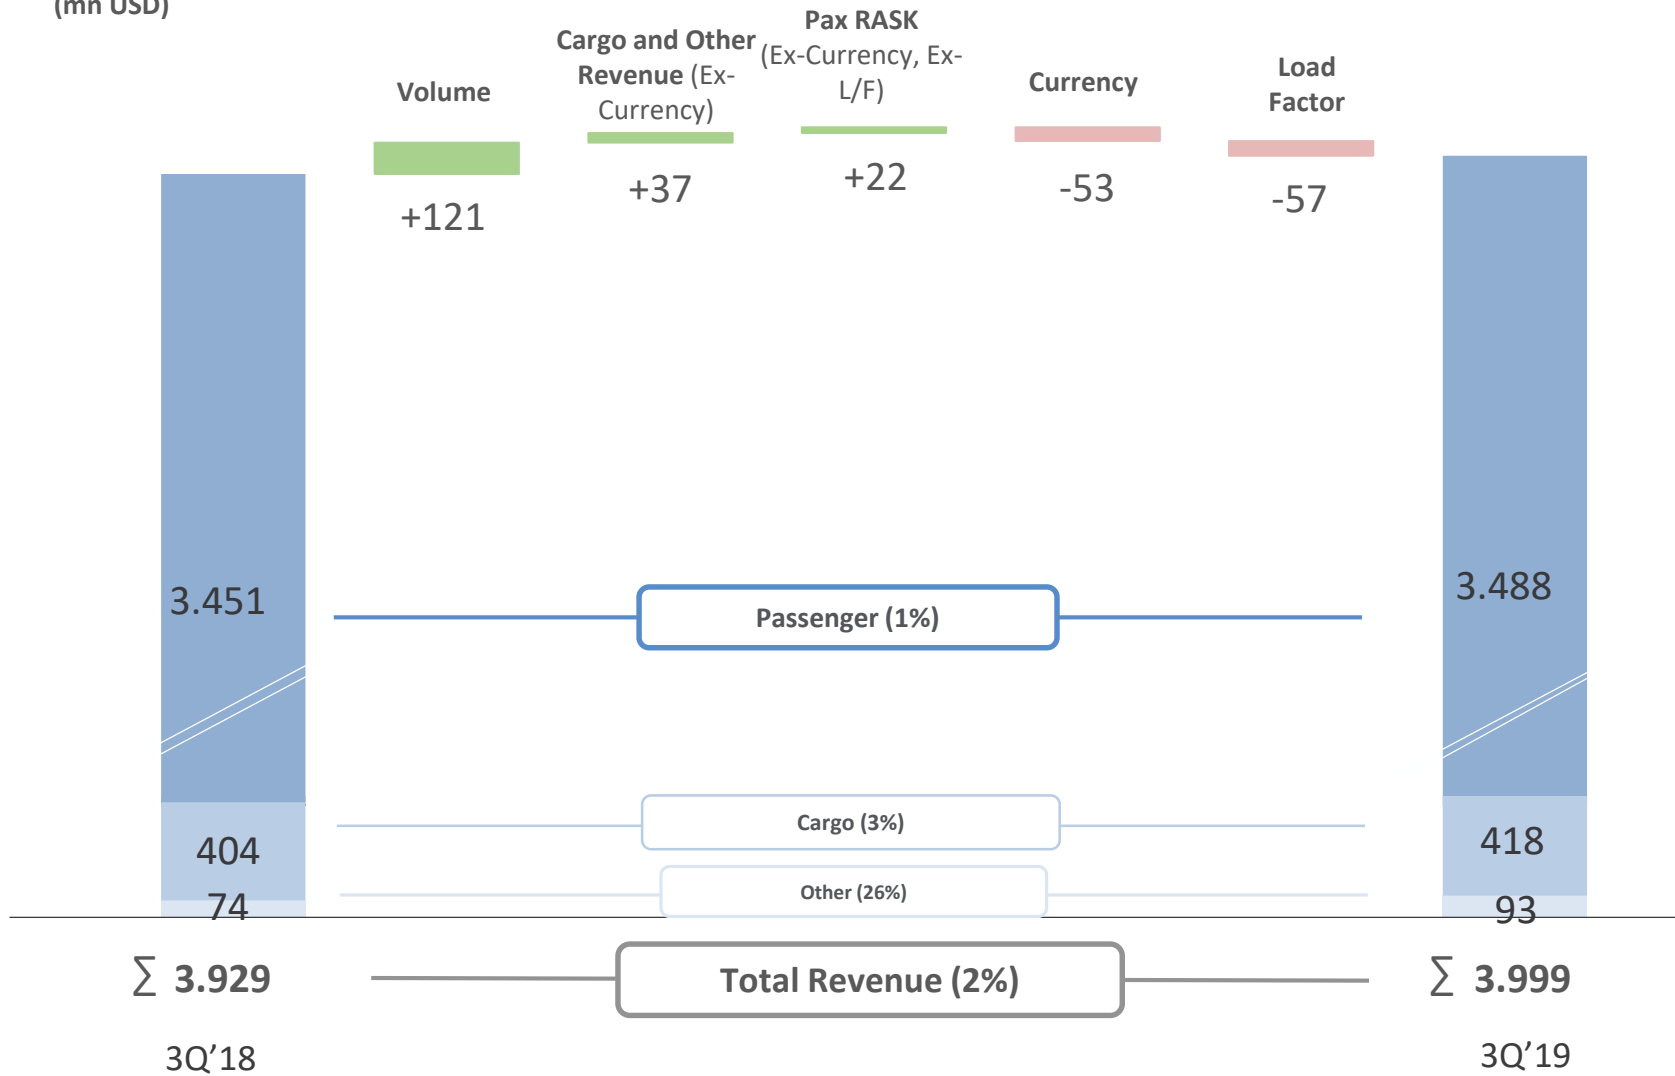 (mn USD)
Volume
+121
Cargo and Other
Revenue (Ex-
Currency)
+37
Pax RASK
(Ex-Currency, Ex-
L/F)
+22
Currency
-53
Load
Factor
-57
3.451
Passenger (1%)
3.488
404
Cargo (3%)
418
74
Other (26%)
93
∑ 3.929
Total Revenue (2%)
∑ 3.999
3Q’18
3Q’19